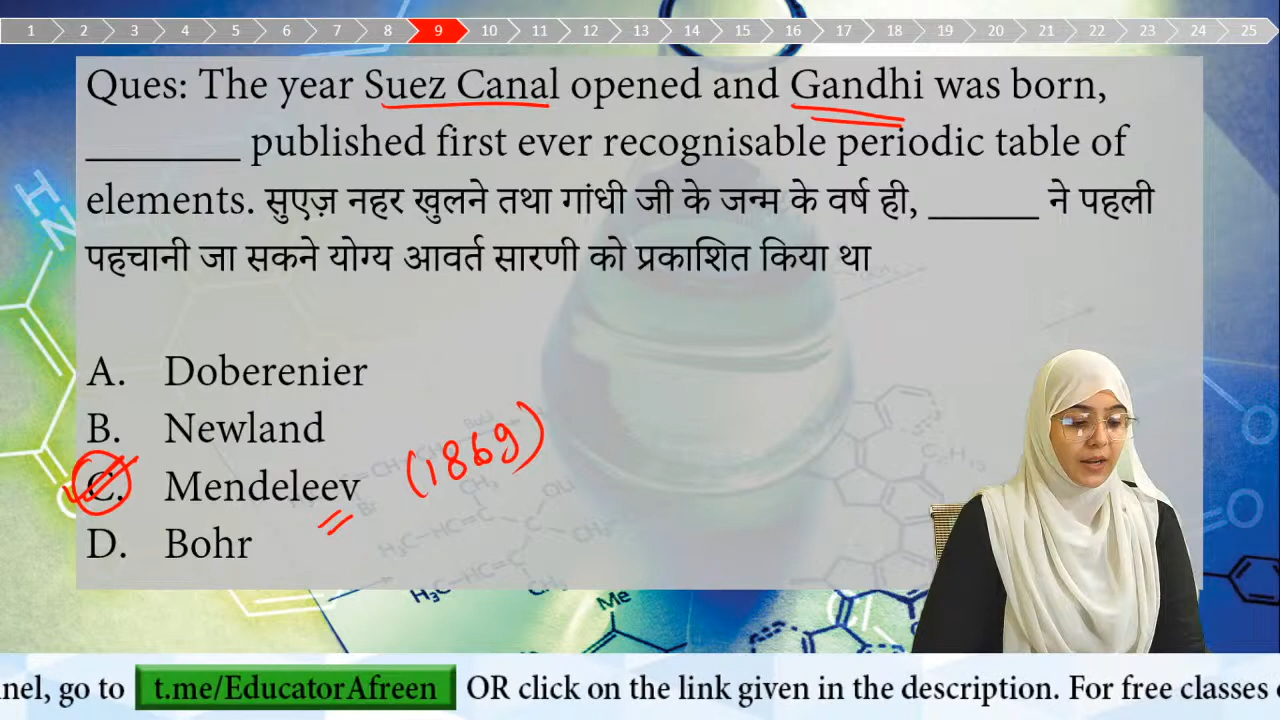 1 2 3 4 5 6 7 8 9 10 11 12 13 14 15 16 17 18 19 20 21 22 23 24 25
Ques: The year Suez Canal opened and Gandhi was born,
_______ published first ever recognisable periodic table of
elements. सुएज़ नहर खुलने तथा गांधी जी के जन्म के वर्ष ही, _____ ने पहली
पहचानी जा सकने योग्य आवर्त सारणी को प्रकाशित किया था
A. Doberenier
B. Newland
C. Mendeleev (1869)
D. Bohr
H₃C
Me
nel, go to t.me/EducatorAfreen OR click on the link given in the description. For free classes